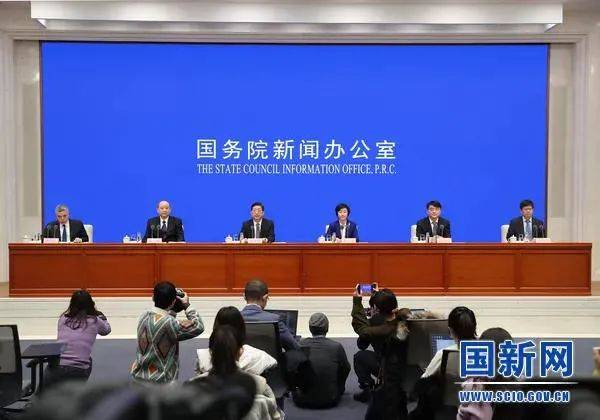 国务院新闻办公室
THE STATE COUNCIL INFORMATION OFFICE, P.R.C.
国新网
WWW.SCIO.GOV.CN